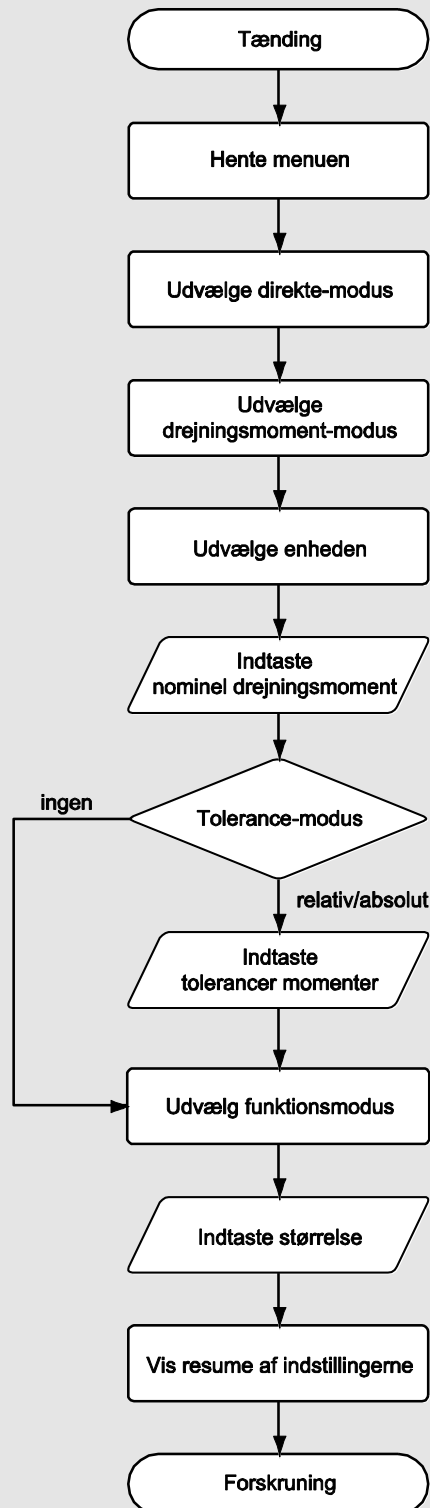 Tænding
Hente menuen
Udvælge direkte-modus
Udvælge
drejningsmoment-modus
Udvælge enheden
Indtaste
nominel drejningsmoment
ingen
Tolerance-modus
relativ/absolut
Indtaste
tolerancer momenter
Udvælg funktionsmodus
Indtaste størrelse
Vis resume af indstillingerne
Forskruning